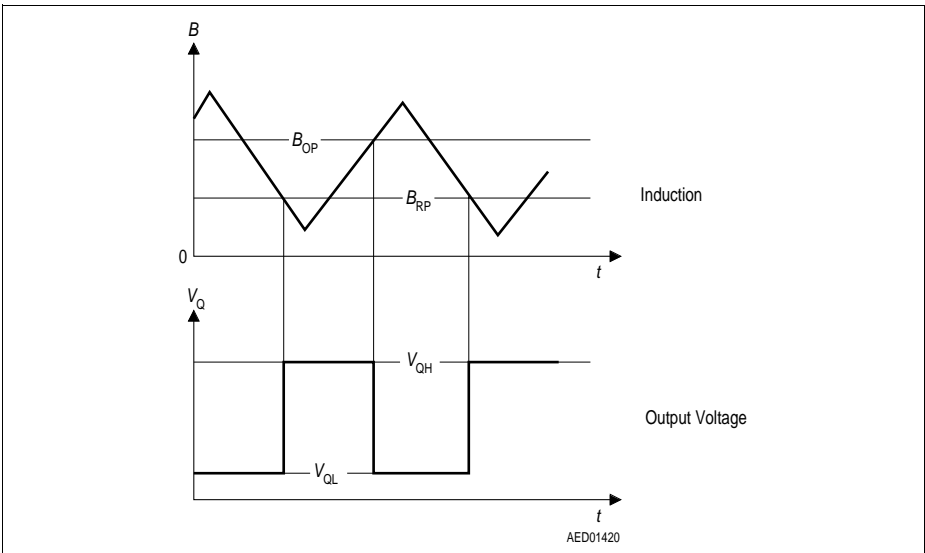 B
B_OP
B_RP
Induction
0
t
V_Q
V_QH
Output Voltage
V_QL
t
AED01420